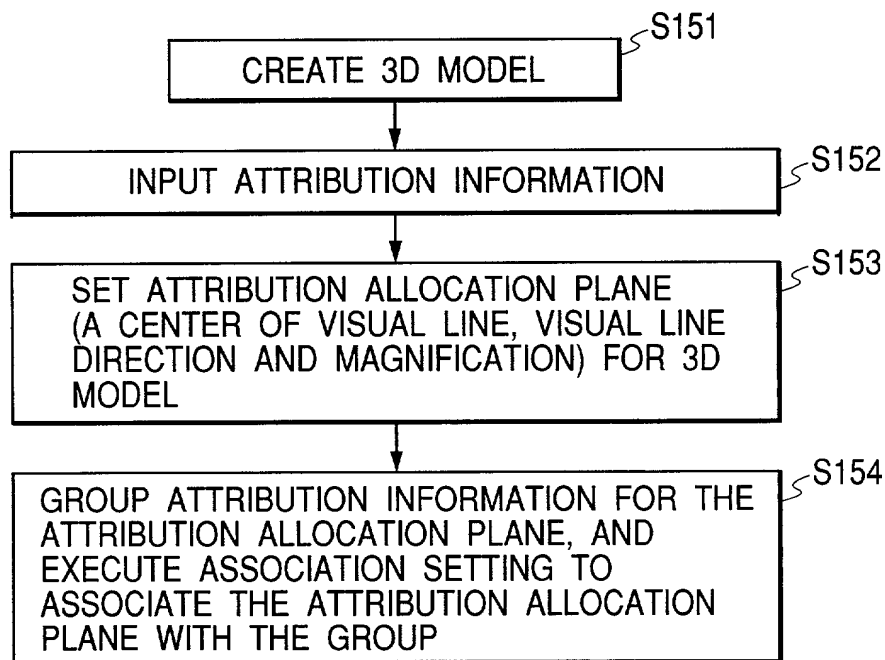 S151
CREATE 3D MODEL
S152
INPUT ATTRIBUTION INFORMATION
S153
SET ATTRIBUTION ALLOCATION PLANE
(A CENTER OF VISUAL LINE, VISUAL LINE
DIRECTION AND MAGNIFICATION) FOR 3D
MODEL
S154
GROUP ATTRIBUTION INFORMATION FOR THE
ATTRIBUTION ALLOCATION PLANE, AND
EXECUTE ASSOCIATION SETTING TO
ASSOCIATE THE ATTRIBUTION ALLOCATION
PLANE WITH THE GROUP